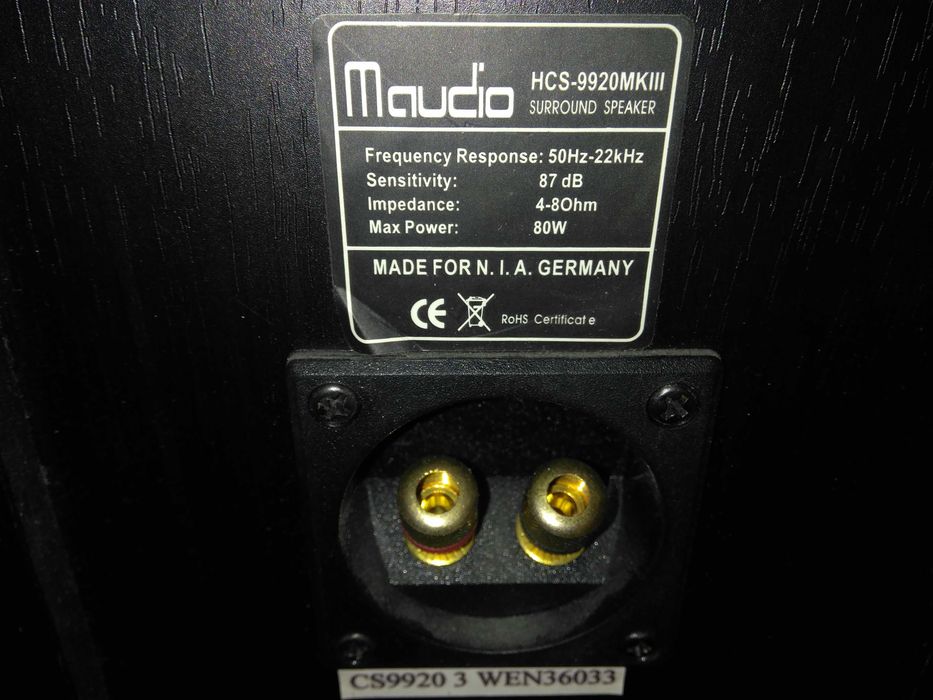 Maudio HCS-9920MKIII
SURROUND SPEAKER
Frequency Response: 50Hz-22kHz
Sensitivity: 87 dB
Impedance: 4-8Ohm
Max Power: 80W
MADE FOR N. I. A. GERMANY
CE RoHS Certificate
CS9920 3 WEN36033